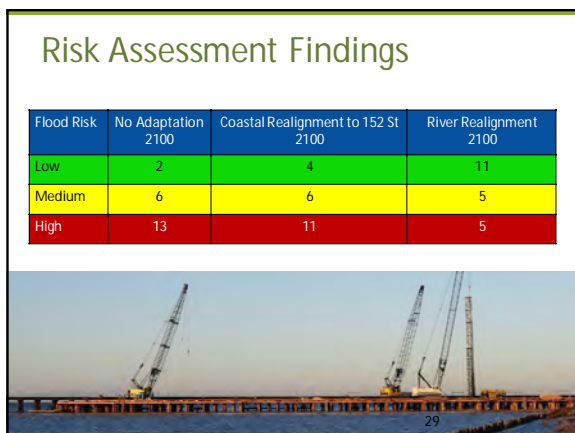 Risk Assessment Findings
Flood Risk No Adaptation Coastal Realignment to 152 St River Realignment
2100 2100 2100
Low 2 4 11
Medium 6 6 5
High 13 11 5
29